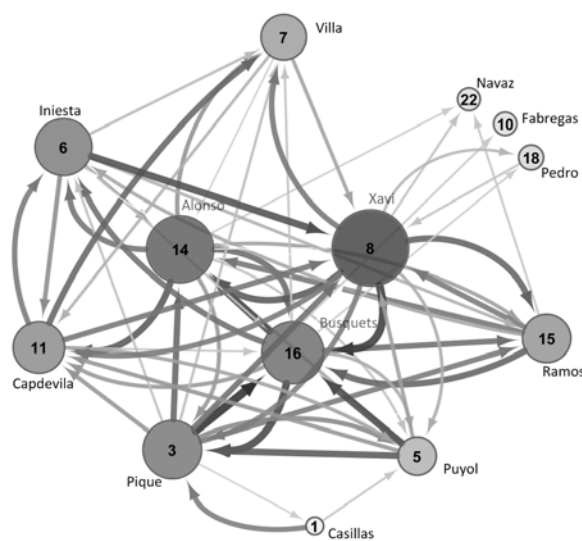 7 Villa
Navaz
22
Iniesta
10 Fabregas
6
18
Pedro
Xavi
Alonso
14
8
Busquets
15
Ramos
11
Capdevila
16
3
Pique
5
Puyol
1
Casillas